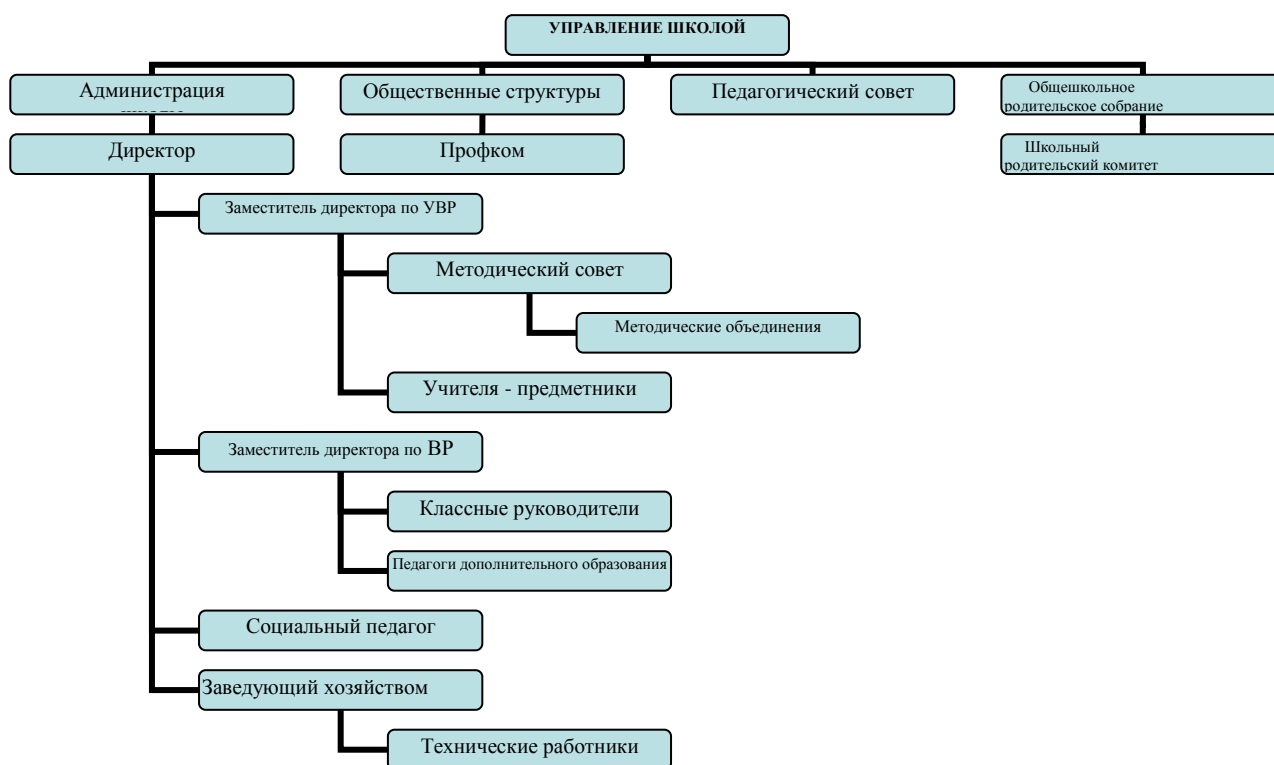 УПРАВЛЕНИЕ ШКОЛОЙ
Администрация
Общественные структуры
Педагогический совет
Общешкольное
родительское собрание
Директор
Профком
Школьный
родительский комитет
Заместитель директора по УВР
Методический совет
Методические объединения
Учителя - предметники
Заместитель директора по ВР
Классные руководители
Педагоги дополнительного образования
Социальный педагог
Заведующий хозяйством
Технические работники